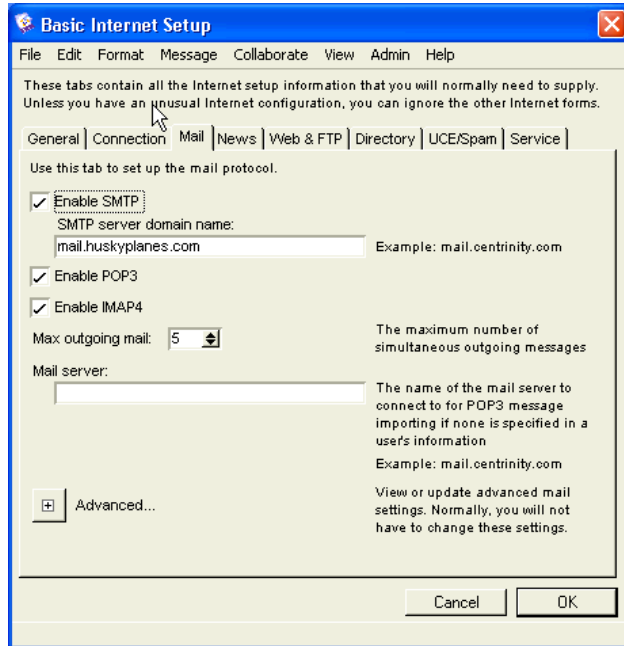 Basic Internet Setup
File Edit Format Message Collaborate View Admin Help
These tabs contain all the Internet setup information that you will normally need to supply.
Unless you have an unusual Internet configuration, you can ignore the other Internet forms.
General Connection Mail News Web & FTP Directory UCE/Spam Service
Use this tab to set up the mail protocol.
Enable SMTP
SMTP server domain name:
mail.huskyplanes.com
Example: mail.centrinity.com
Enable POP3
Enable IMAP4
Max outgoing mail: 5
The maximum number of
simultaneous outgoing messages
Mail server:
The name of the mail server to
connect to for POP3 message
importing if none is specified in a
user's information
Example: mail.centrinity.com
Advanced...
View or update advanced mail
settings. Normally, you will not
have to change these settings.
Cancel OK